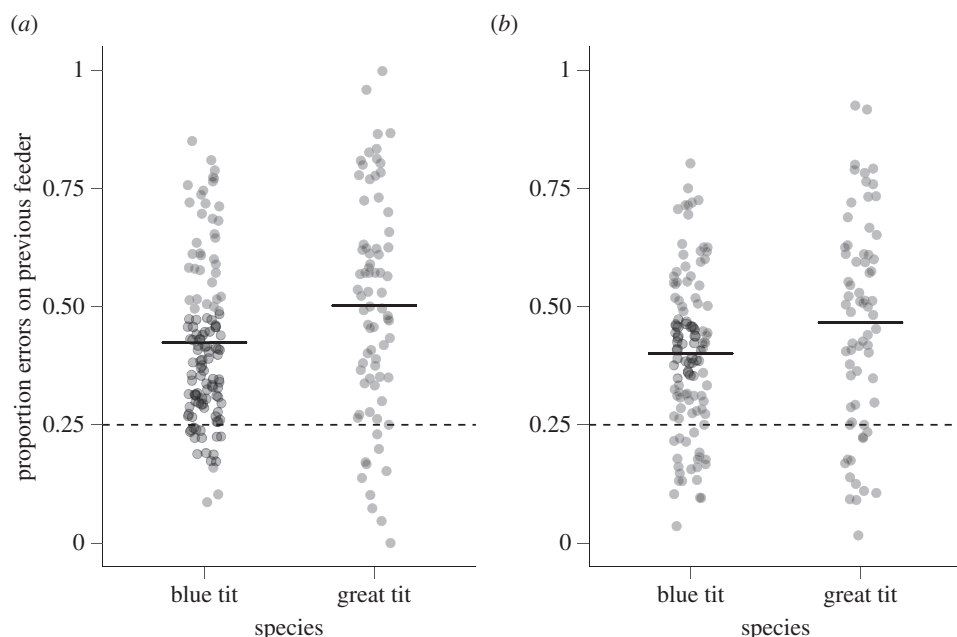 (a)
proportion errors on previous feeder
1
0.75
0.50
0.25
0
blue tit great tit
species
(b)
1
0.75
0.50
0.25
0
blue tit great tit
species